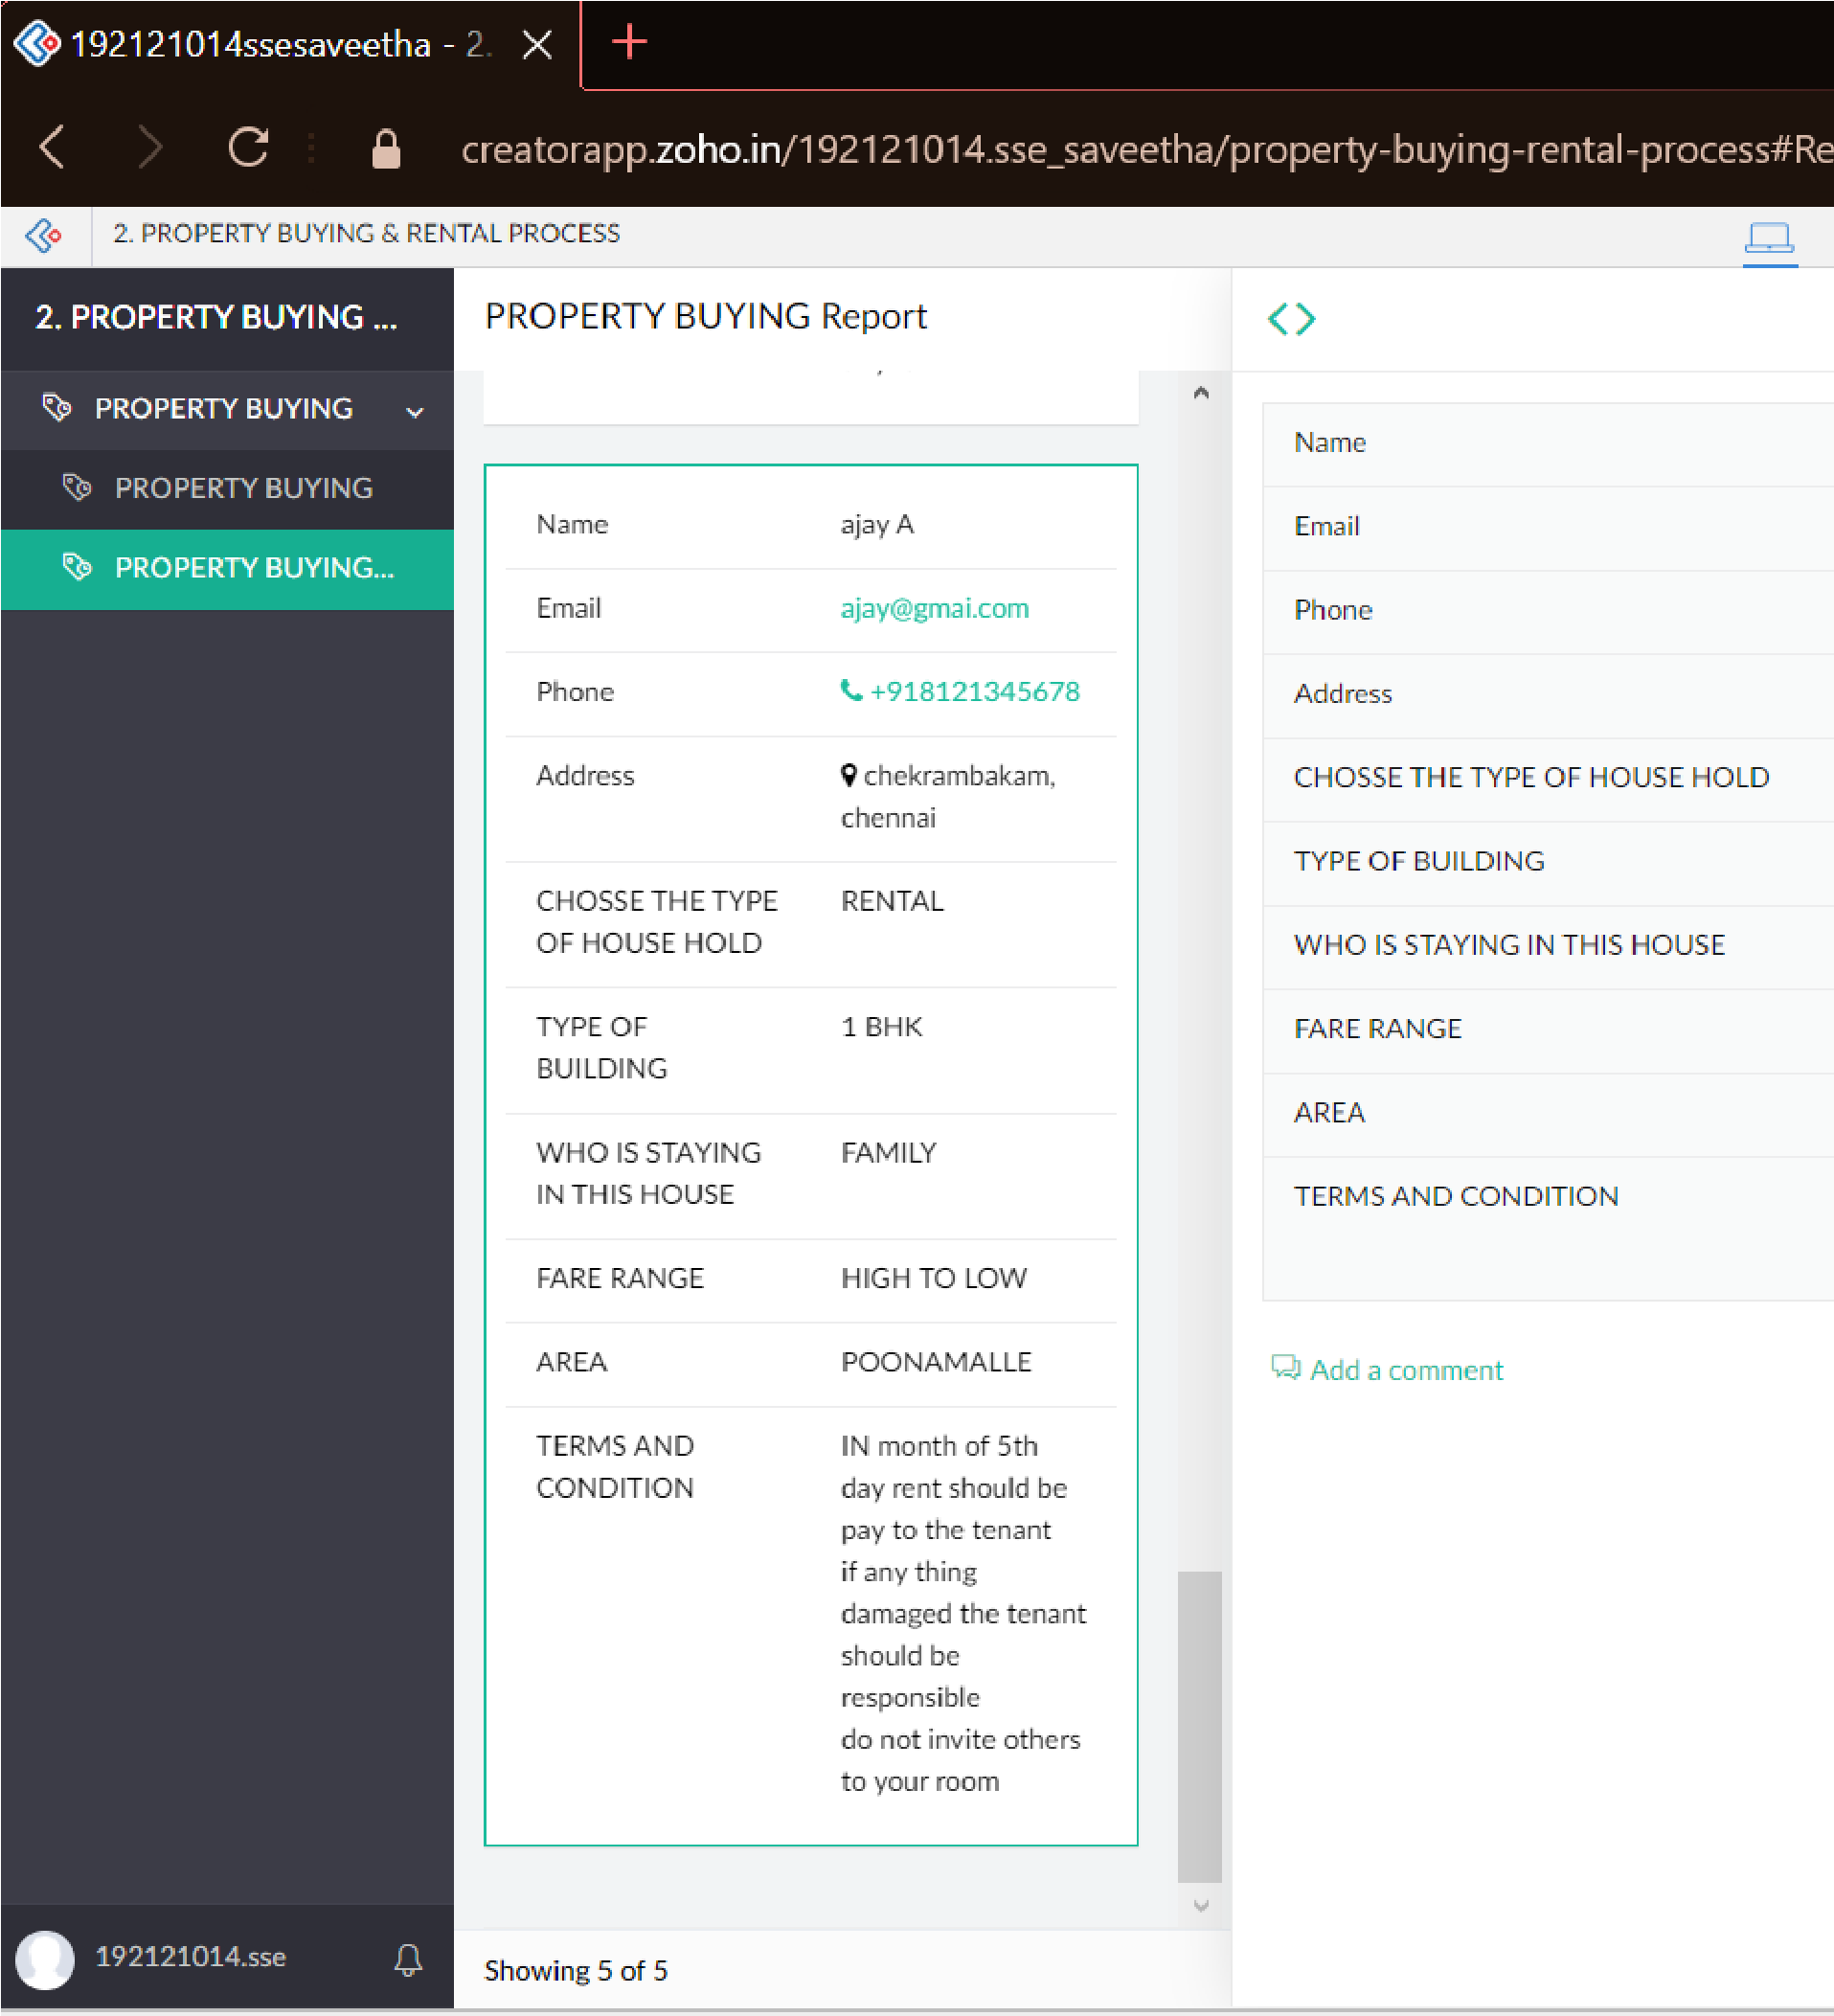 192121014ssesaveetha - 2.
creatorapp.zoho.in/192121014.sse_saveetha/property-buying-rental-process#Re
2. PROPERTY BUYING & RENTAL PROCESS
2. PROPERTY BUYING ...
PROPERTY BUYING
PROPERTY BUYING
PROPERTY BUYING...
192121014.sse
PROPERTY BUYING Report
Name ajay A
Email ajay@gmai.com
Phone +918121345678
Address chekrambakam,
chennai
CHOSSE THE TYPE RENTAL
OF HOUSE HOLD
TYPE OF 1 BHK
BUILDING
WHO IS STAYING FAMILY
IN THIS HOUSE
FARE RANGE HIGH TO LOW
AREA POONAMALLE
TERMS AND IN month of 5th
CONDITION day rent should be
pay to the tenant
if any thing
damaged the tenant
should be
responsible
do not invite others
to your room
Showing 5 of 5
Name
Email
Phone
Address
CHOSSE THE TYPE OF HOUSE HOLD
TYPE OF BUILDING
WHO IS STAYING IN THIS HOUSE
FARE RANGE
AREA
TERMS AND CONDITION
Add a comment